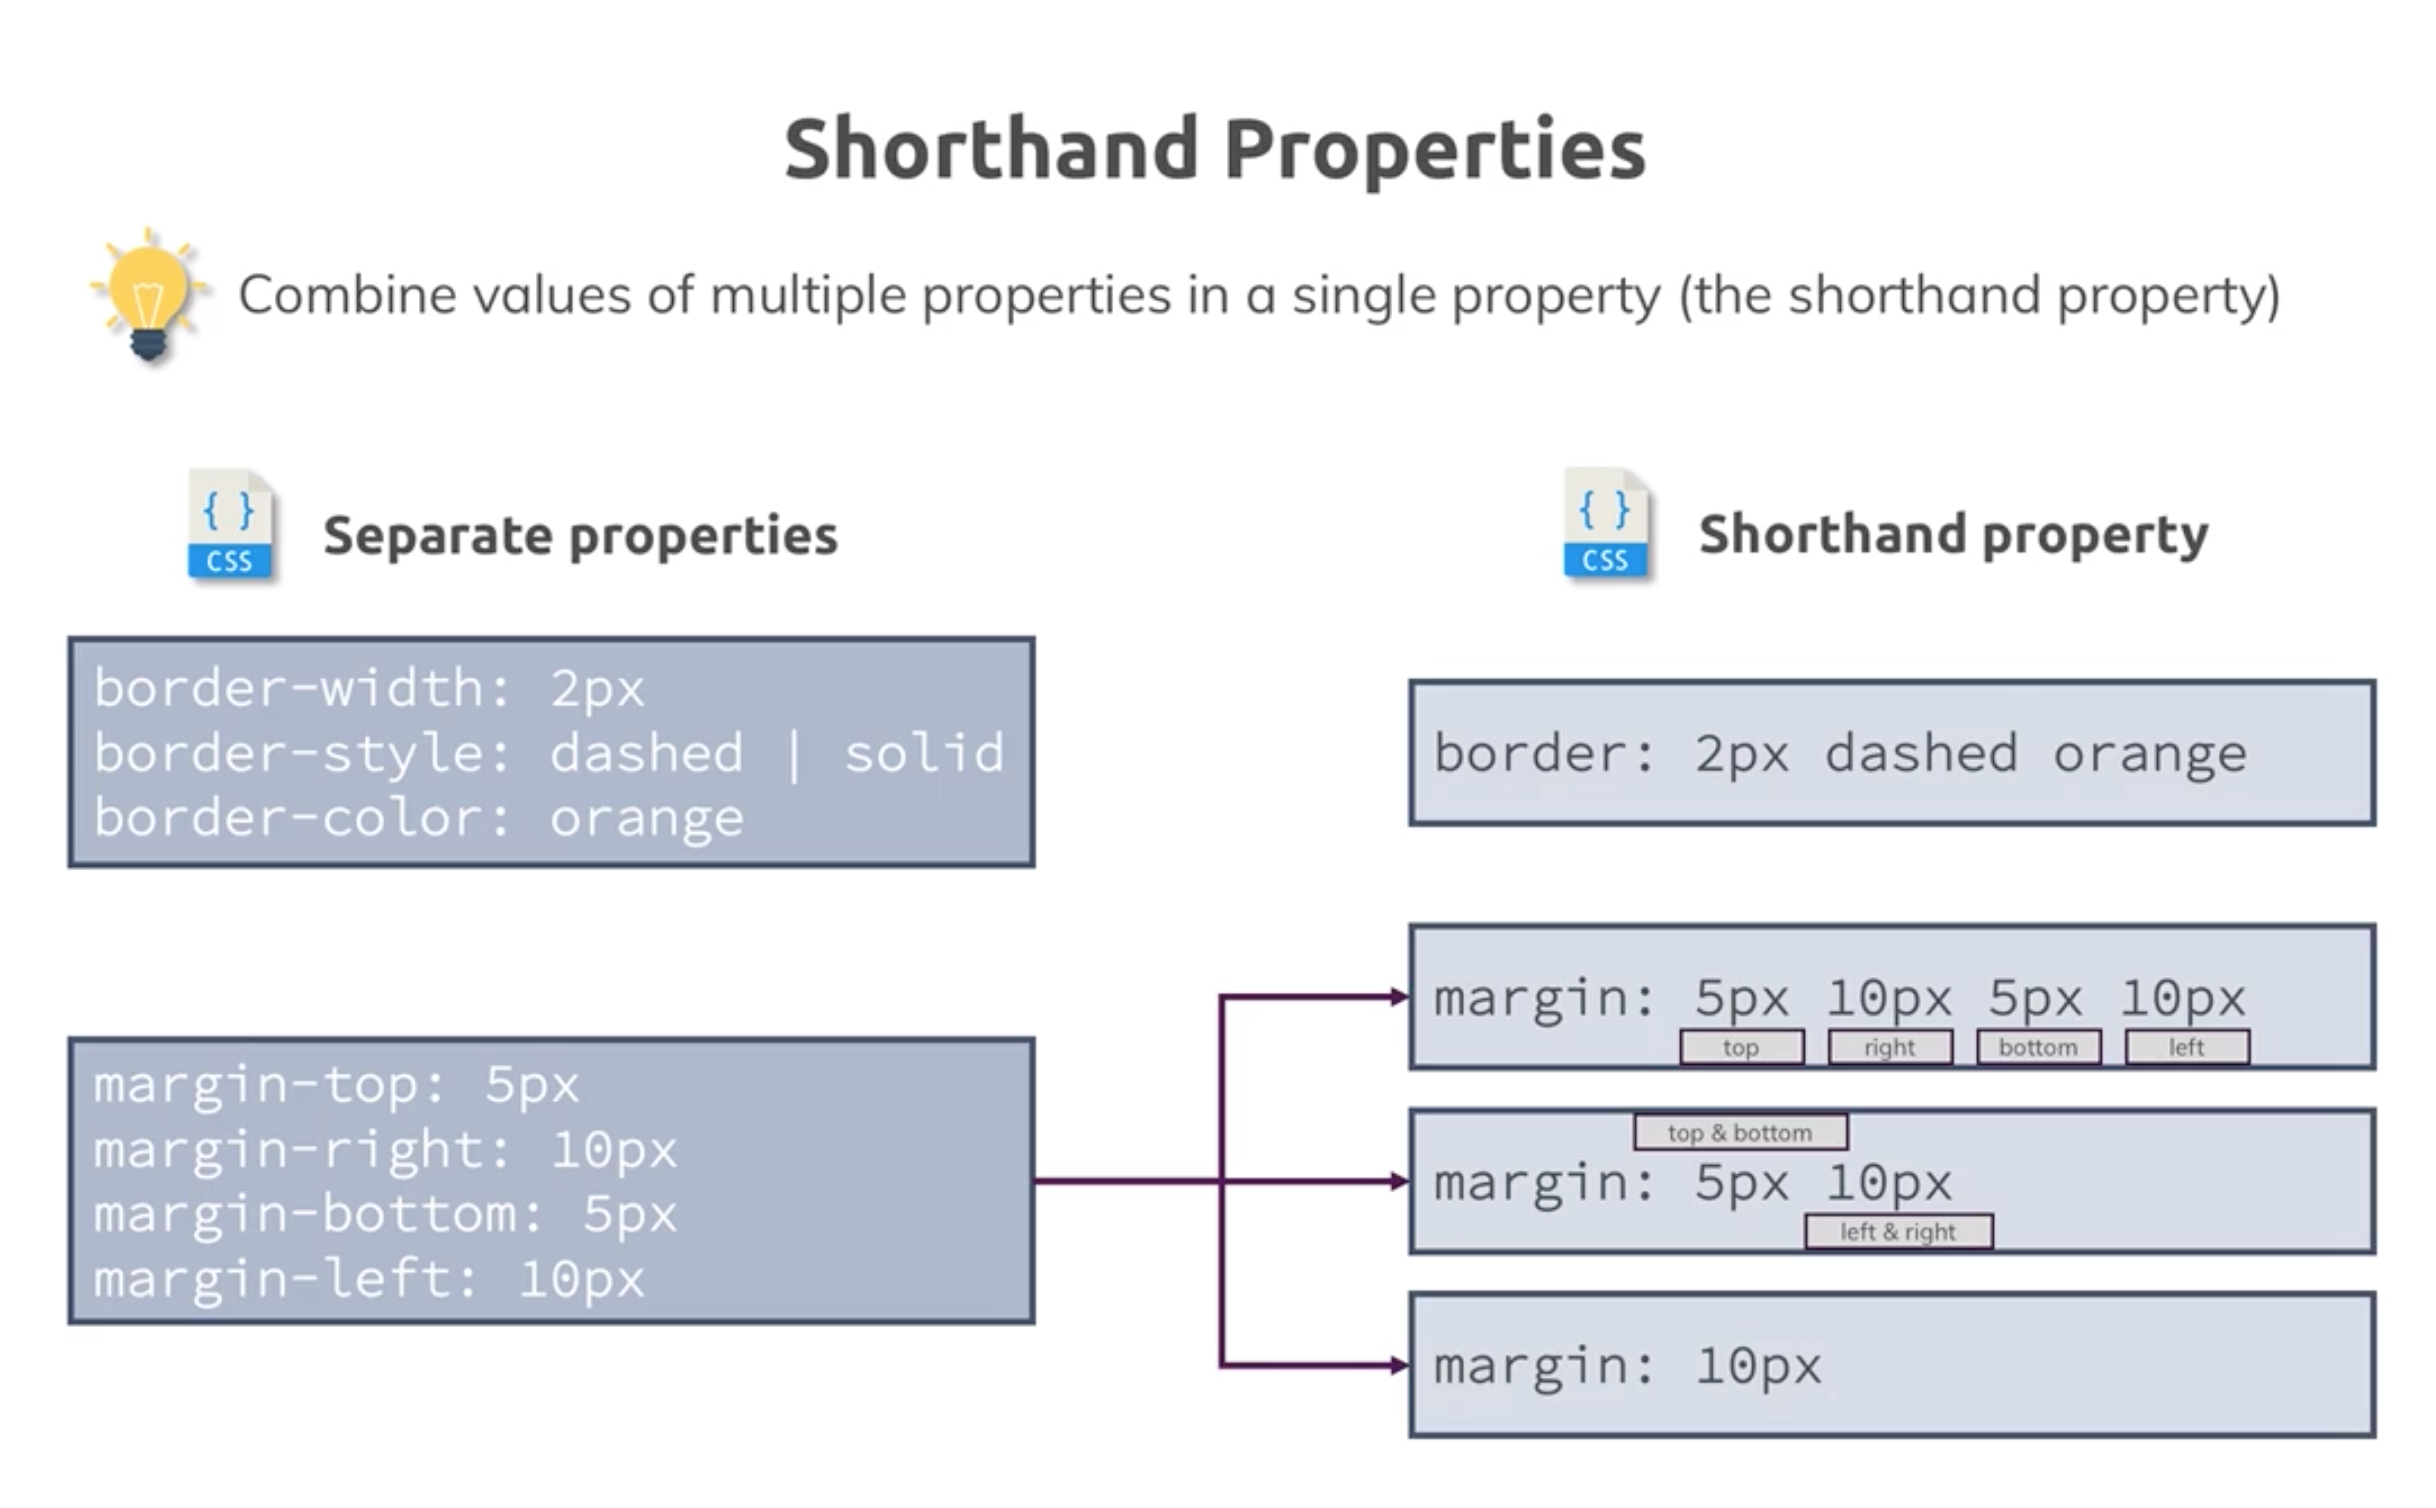 Shorthand Properties
Combine values of multiple properties in a single property (the shorthand property)
{ }
CSS
Separate properties
border-width: 2px
border-style: dashed | solid
border-color: orange
margin-top: 5px
margin-right: 10px
margin-bottom: 5px
margin-left: 10px
{ }
CSS
Shorthand property
border: 2px dashed orange
margin: 5px 10px 5px 10px
top right bottom left
top & bottom
margin: 5px 10px
left & right
margin: 10px